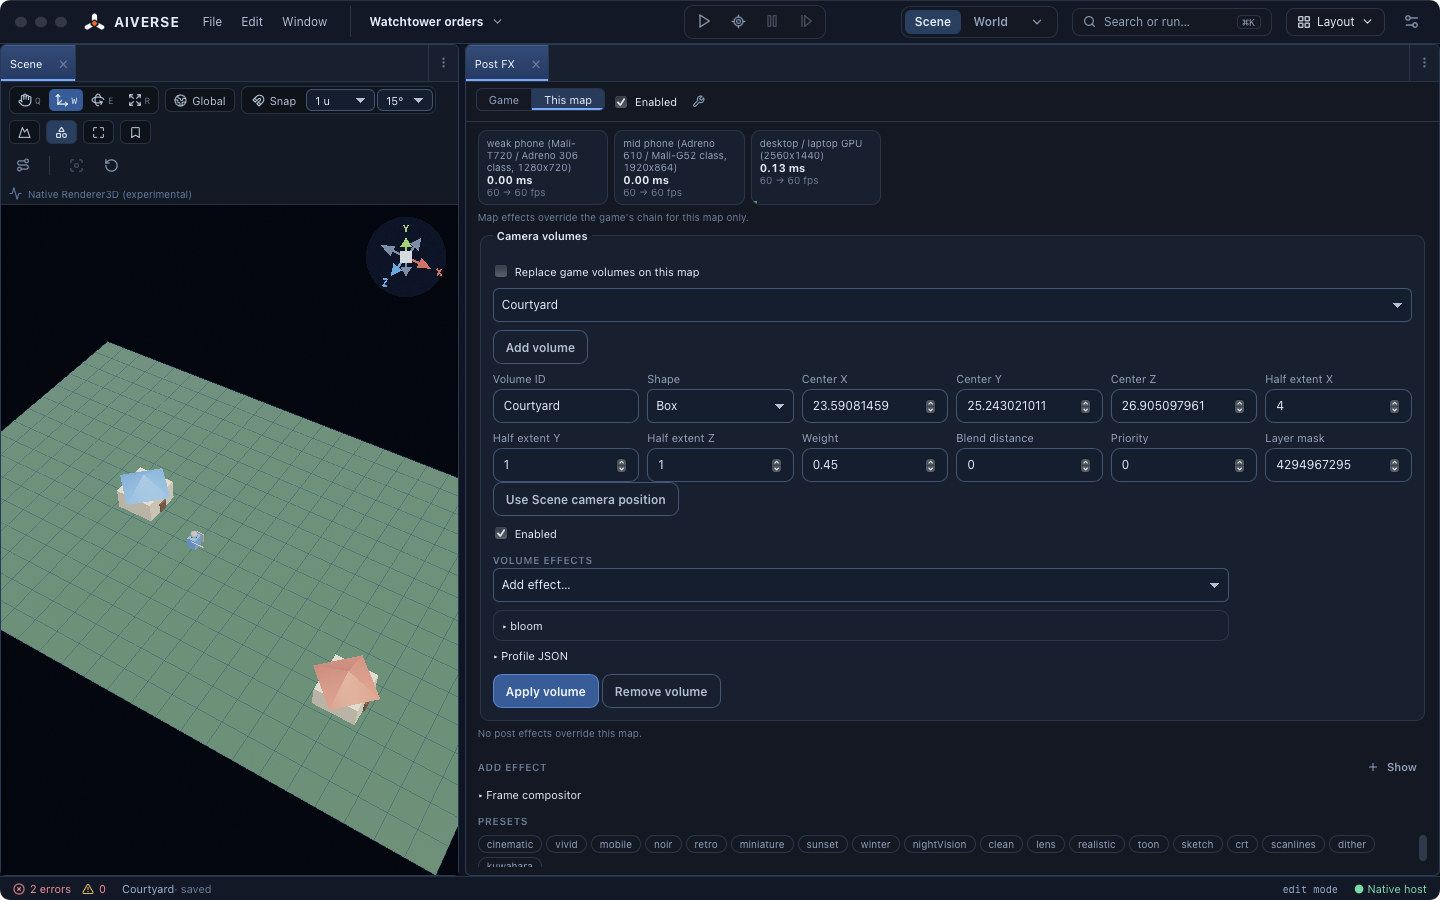 AIVERSE File Edit Window Watchtower orders Scene World Search or run... ⌘K Layout
Scene
Post FX
Q W E R Global Snap 1 u 15°
Native Renderer3D (experimental)
Y
X
Z
Game This map Enabled
weak phone (Mali-
T720 / Adreno 306
class, 1280x720)
0.00 ms
60 → 60 fps
mid phone (Adreno
610 / Mali-G52 class,
1920x864)
0.00 ms
60 → 60 fps
desktop / laptop GPU
(2560x1440)
0.13 ms
60 → 60 fps
Map effects override the game's chain for this map only.
Camera volumes
Replace game volumes on this map
Courtyard
Add volume
Volume ID Shape Center X Center Y Center Z Half extent X
Courtyard Box 23.59081459 25.243021011 26.905097961 4
Half extent Y Half extent Z Weight Blend distance Priority Layer mask
1 1 0.45 0 0 4294967295
Use Scene camera position
Enabled
VOLUME EFFECTS
Add effect...
bloom
Profile JSON
Apply volume Remove volume
No post effects override this map.
ADD EFFECT + Show
Frame compositor
PRESETS
cinematic vivid mobile noir retro miniature sunset winter nightVision clean lens realistic toon sketch crt scanlines dither
kuwahara
2 errors 0 Courtyard · saved edit mode Native host